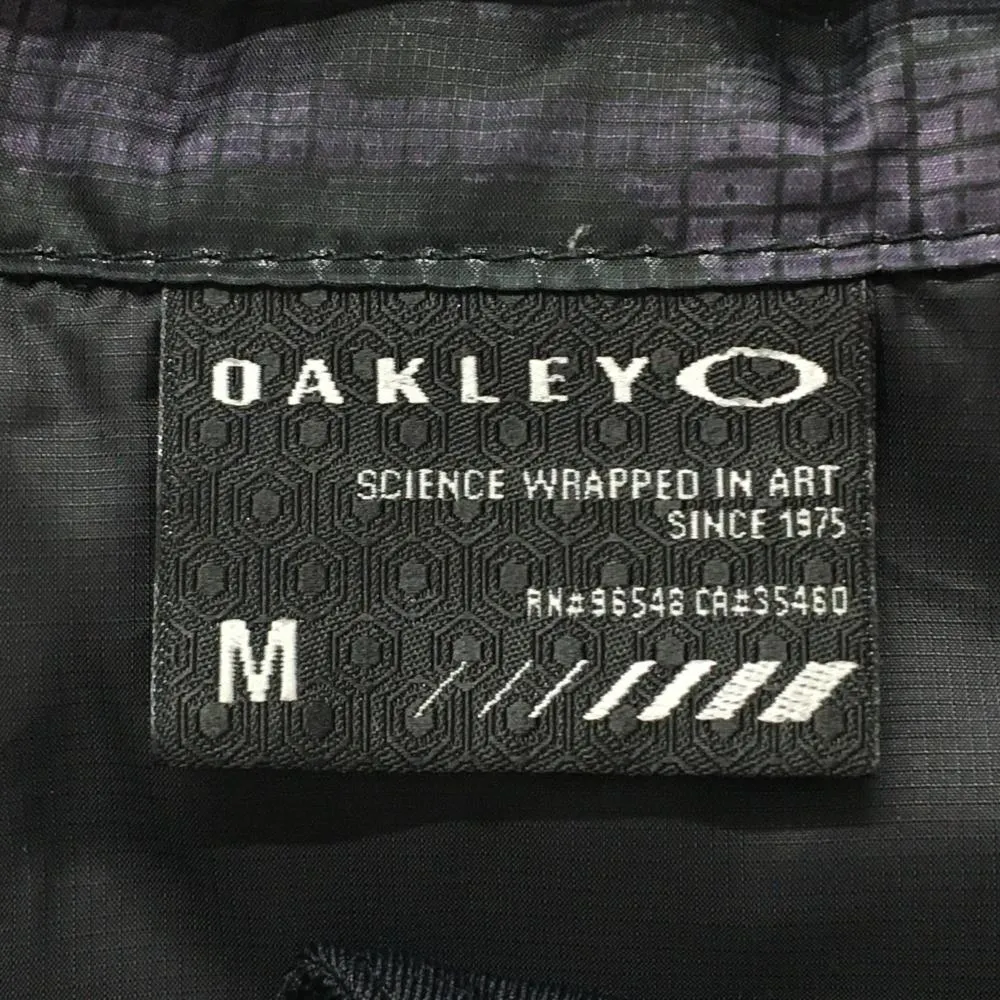 OAKLEY
SCIENCE WRAPPED IN ART
SINCE 1975
RN#96548 CA#35460
M